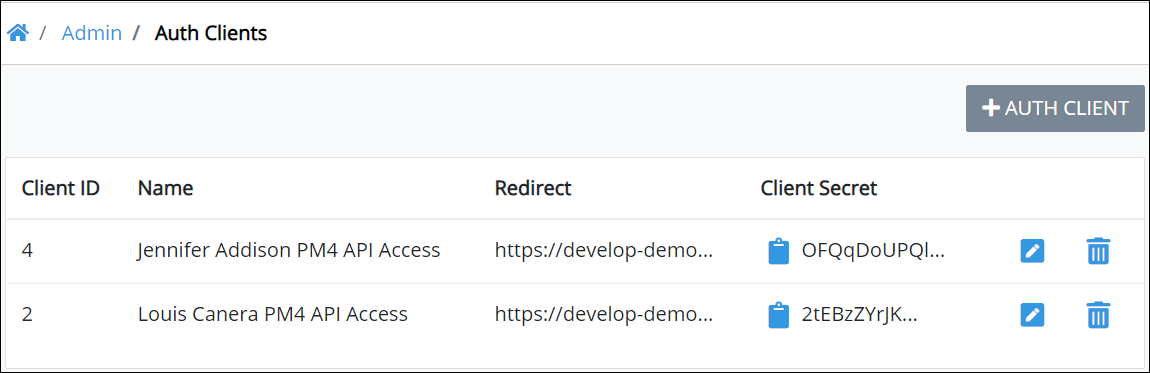 / Admin / Auth Clients
+ AUTH CLIENT
Client ID Name Redirect Client Secret
4 Jennifer Addison PM4 API Access https://develop-demo... OFQqDoUPQl...
2 Louis Canera PM4 API Access https://develop-demo... 2tEBzZYrJK...